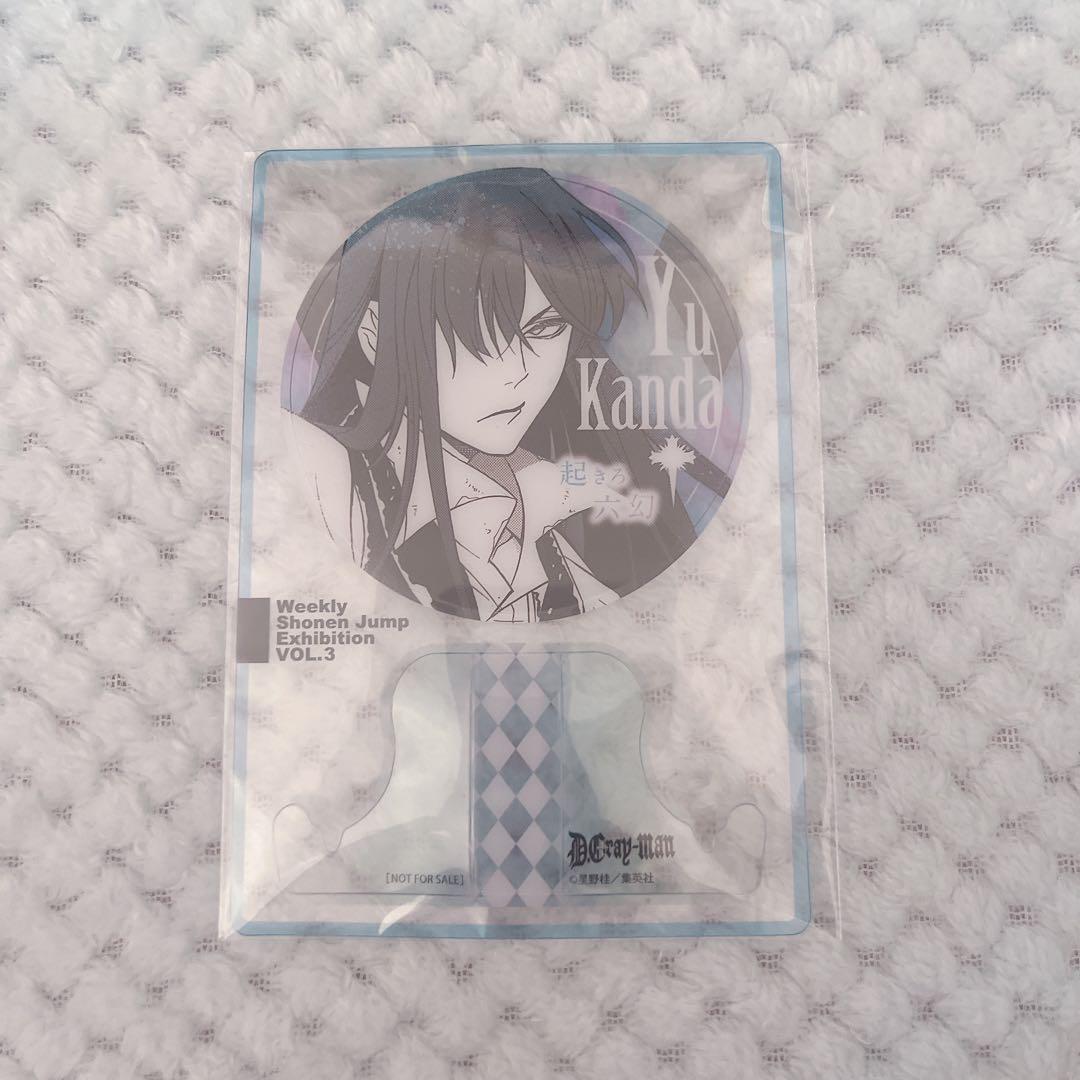 Yu
Kanda
起きろ
六幻
Weekly
Shonen Jump
Exhibition
VOL.3
[NOT FOR SALE]
D.Gray-man
©星野桂／集英社